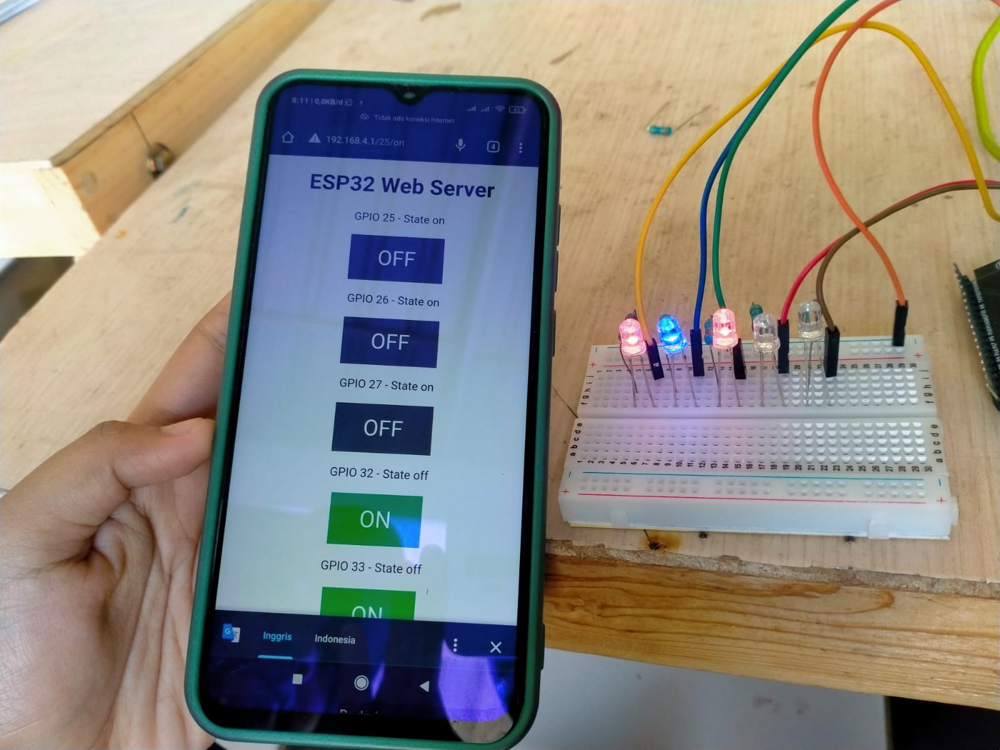 8:11 | 0,0KB/d
43
Tidak ada koneksi internet
192.168.4.1/25/on
4
ESP32 Web Server
GPIO 25 - State on
OFF
GPIO 26 - State on
OFF
GPIO 27 - State on
OFF
GPIO 32 - State off
ON
GPIO 33 - State off
ON
Inggris
Indonesia